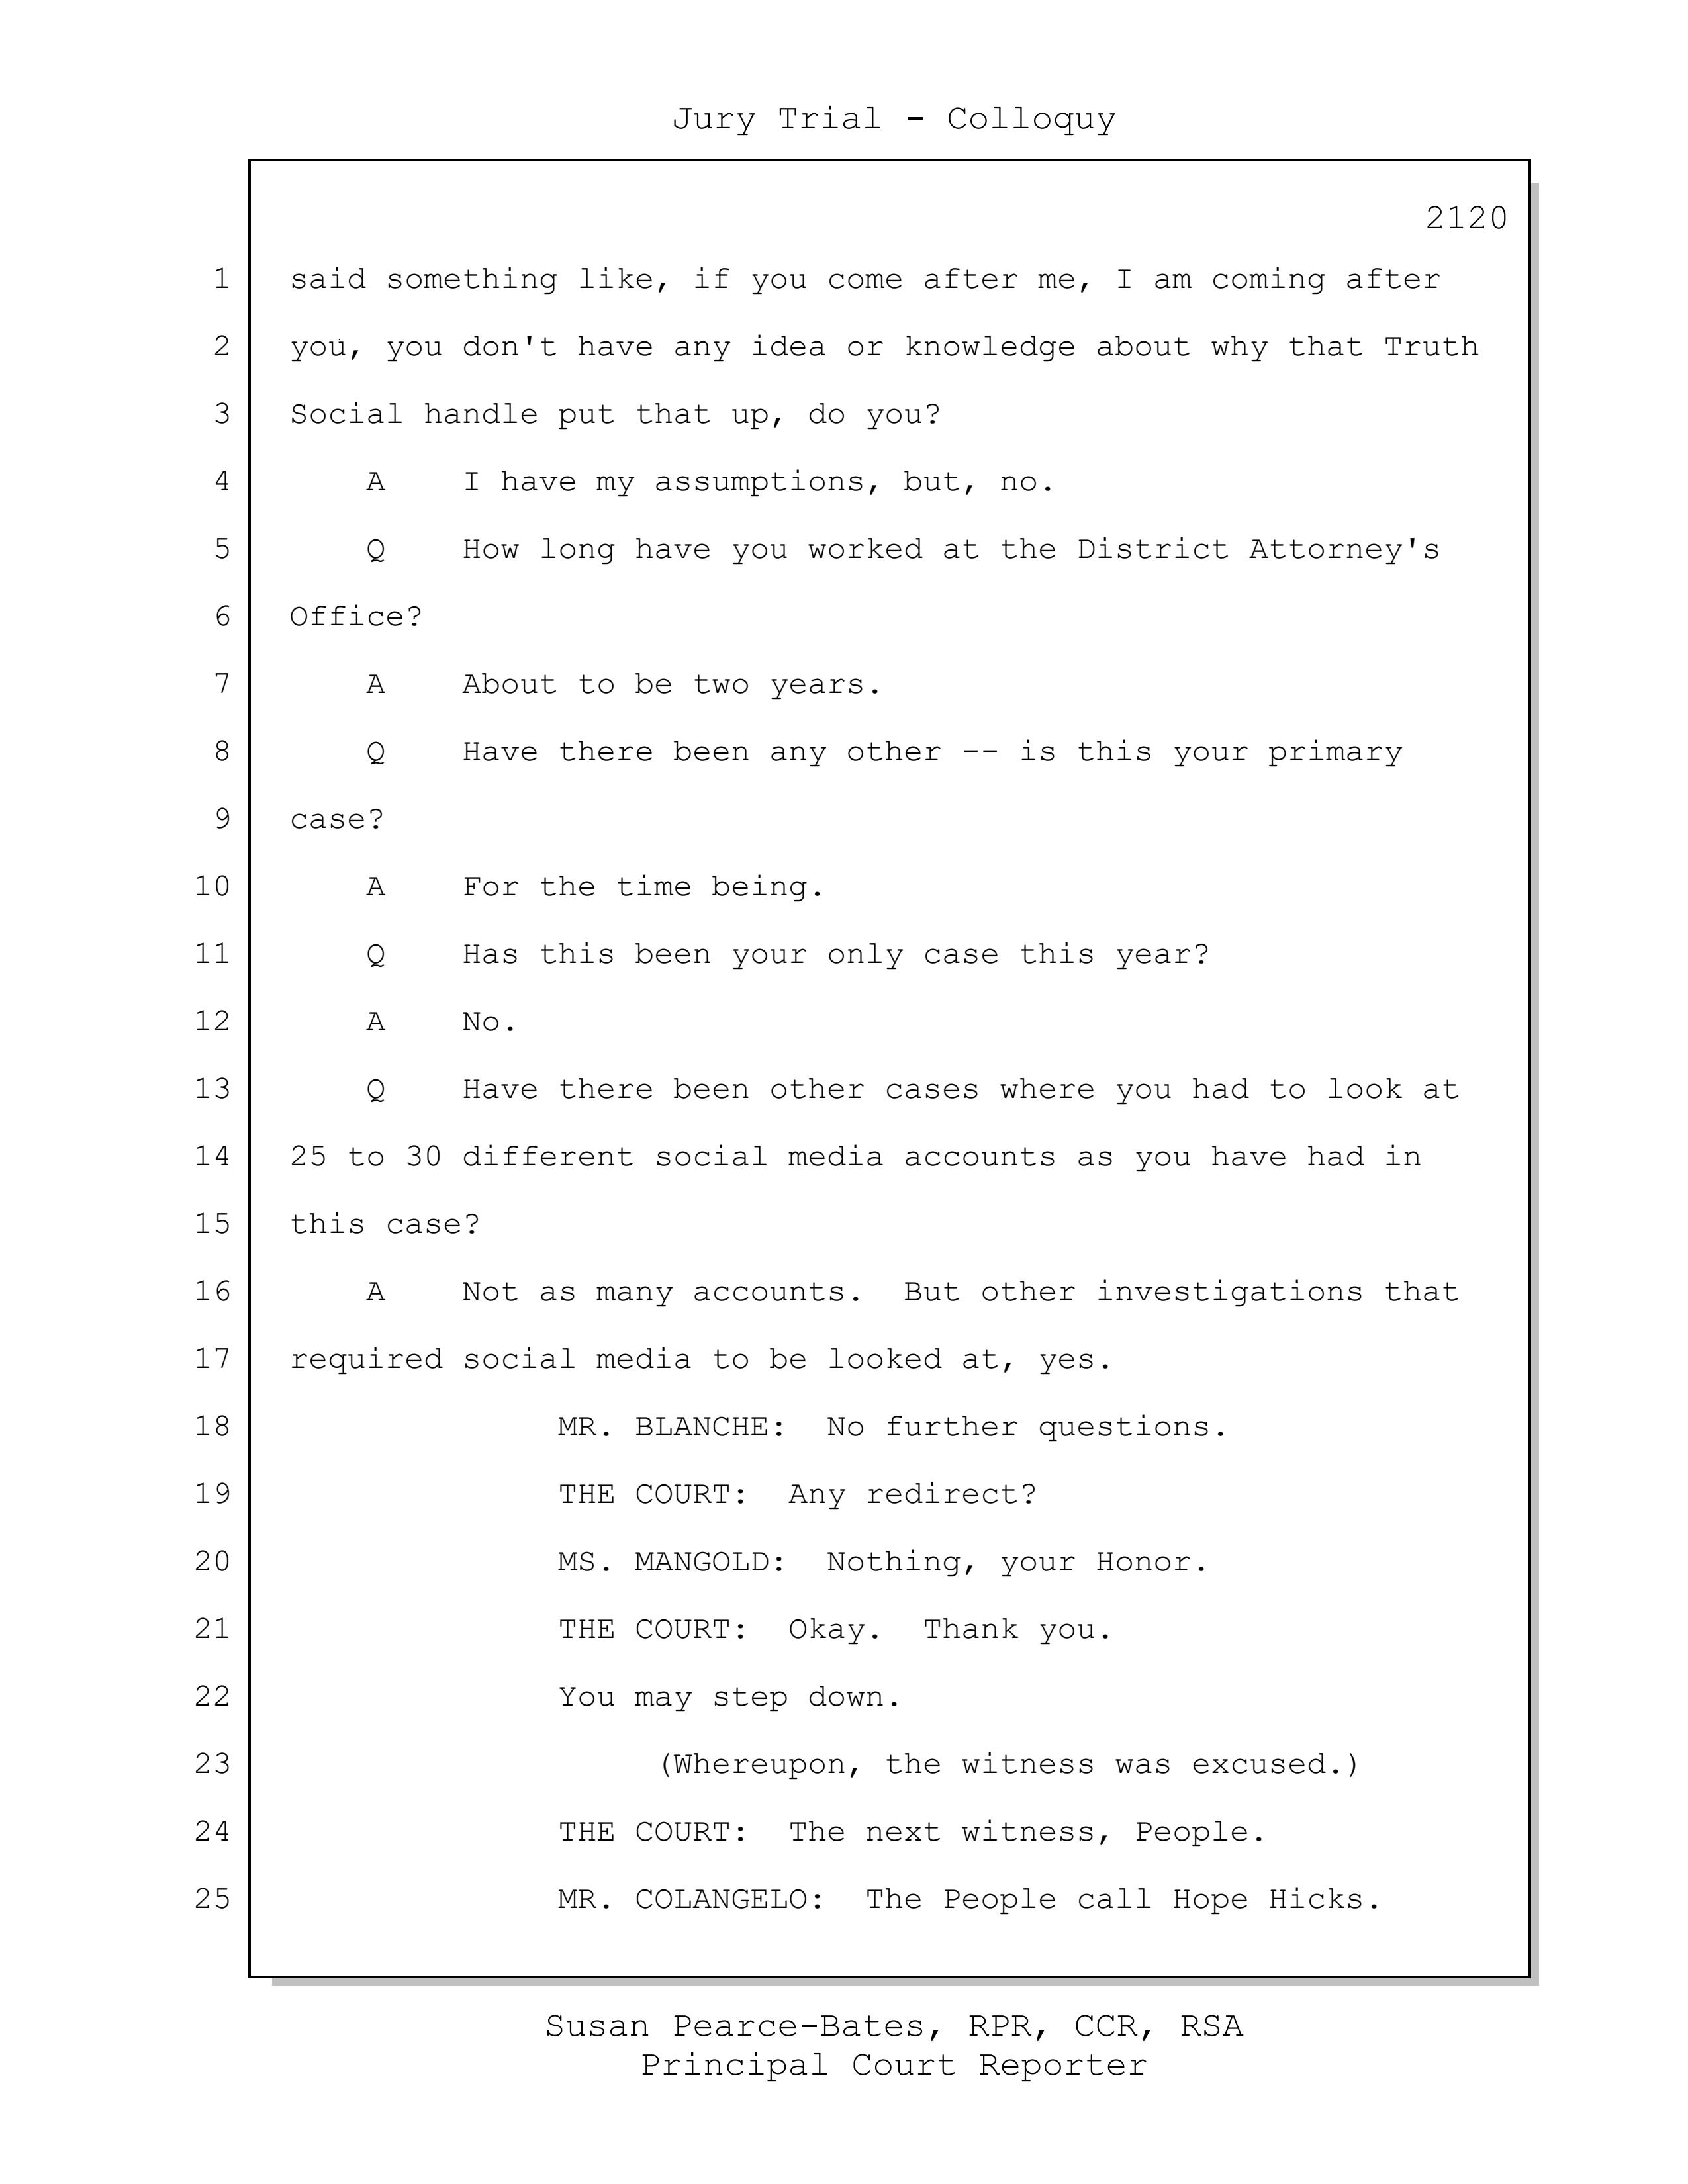 Jury Trial - Colloquy
2120
1 said something like, if you come after me, I am coming after
2 you, you don't have any idea or knowledge about why that Truth
3 Social handle put that up, do you?
4 A I have my assumptions, but, no.
5 Q How long have you worked at the District Attorney's
6 Office?
7 A About to be two years.
8 Q Have there been any other -- is this your primary
9 case?
10 A For the time being.
11 Q Has this been your only case this year?
12 A No.
13 Q Have there been other cases where you had to look at
14 25 to 30 different social media accounts as you have had in
15 this case?
16 A Not as many accounts. But other investigations that
17 required social media to be looked at, yes.
18 MR. BLANCHE: No further questions.
19 THE COURT: Any redirect?
20 MS. MANGOLD: Nothing, your Honor.
21 THE COURT: Okay. Thank you.
22 You may step down.
23 (Whereupon, the witness was excused.)
24 THE COURT: The next witness, People.
25 MR. COLANGELO: The People call Hope Hicks.
Susan Pearce-Bates, RPR, CCR, RSA
Principal Court Reporter